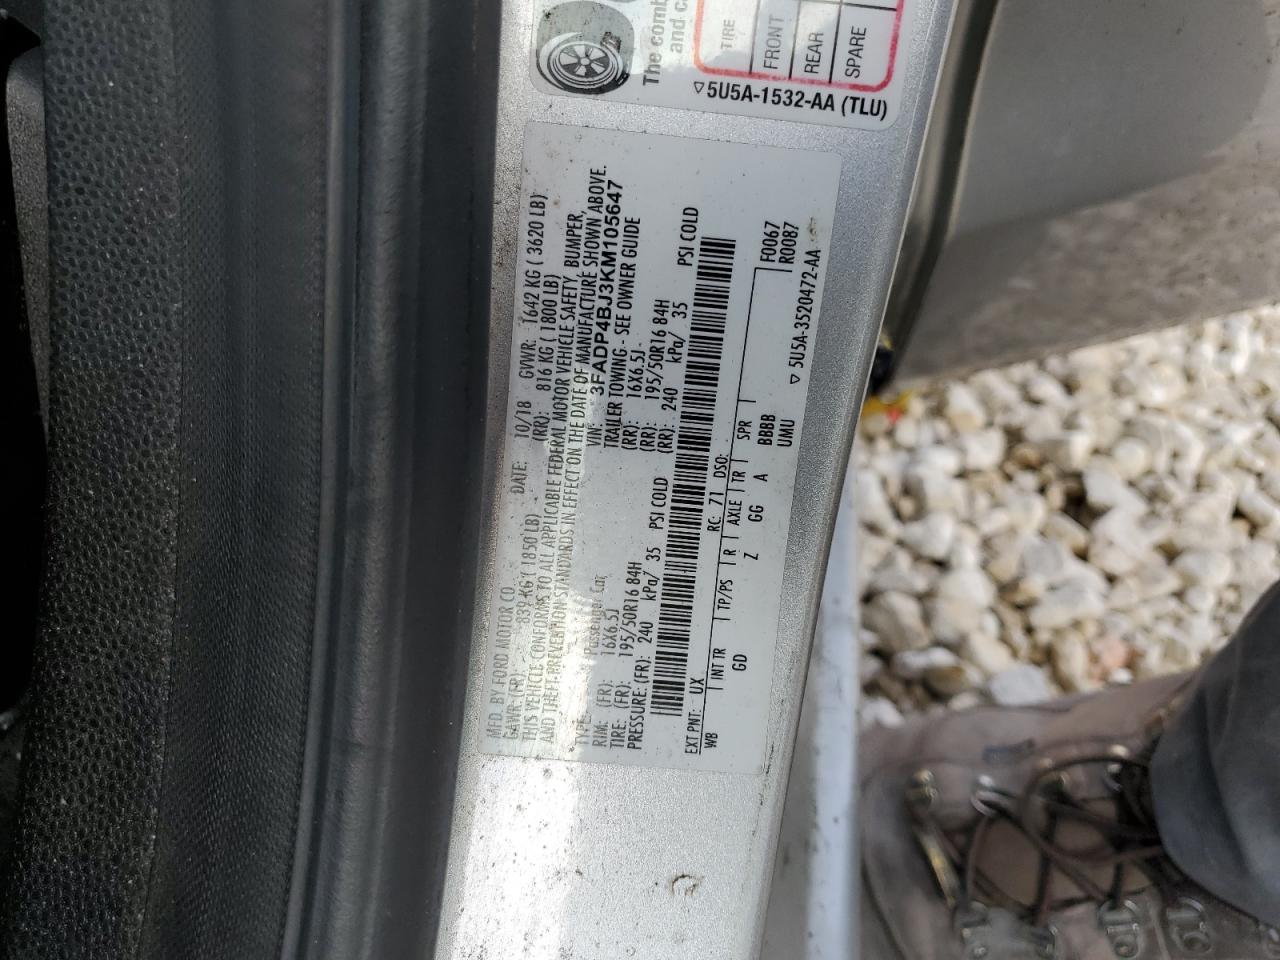 The comb
and c
TIRE
FRONT
REAR
SPARE
5U5A-1532-AA (TLU)
MFD. BY FORD MOTOR CO. DATE: 10/18 GVWR: 1642 KG ( 3620 LB)
GAWR:(FR) 839 KG ( 1850 LB) (RR): 816 KG ( 1800 LB)
THIS VEHICLE CONFORMS TO ALL APPLICABLE FEDERAL MOTOR VEHICLE SAFETY, BUMPER,
AND THEFT PREVENTION STANDARDS IN EFFECT ON THE DATE OF MANUFACTURE SHOWN ABOVE.
VIN: 3FADP4BJ3KM105647
TYPE: Passenger Car TRAILER TOWING - SEE OWNER GUIDE
RIM: (FR): 16X6.5J (RR): 16X6.5J
TIRE: (FR): 195/50R16 84H (RR): 195/50R16 84H
PRESSURE: (FR): 240 kPa/ 35 PSI COLD (RR): 240 kPa/ 35 PSI COLD
EXT PNT: UX RC: 71 DSO:
WB INT TR TP/PS R AXLE TR SPR
GD Z GG A BBBB F0067
UMU R0087
5U5A-3520472-AA